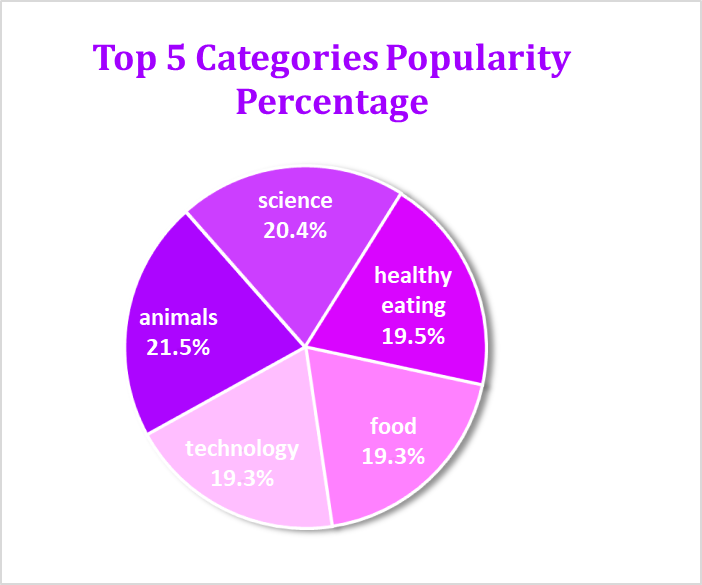 Top 5 Categories Popularity
Percentage
science
20.4%
healthy
eating
19.5%
animals
21.5%
food
19.3%
technology
19.3%